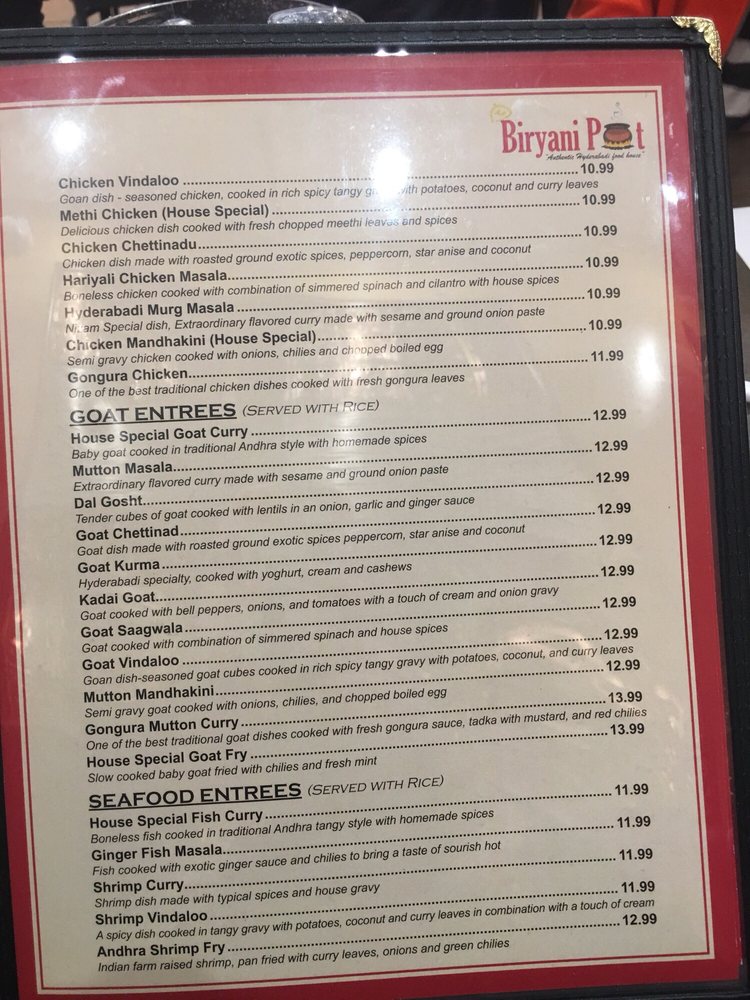 Biryani Pot
"Authentic Hyderabadi food house"
Chicken Vindaloo 10.99
Goan dish - seasoned chicken, cooked in rich spicy tangy with potatoes, coconut and curry leaves
Methi Chicken (House Special) 10.99
Delicious chicken dish cooked with fresh chopped meethi leaves and spices
Chicken Chettinadu 10.99
Chicken dish made with roasted ground exotic spices, peppercorn, star anise and coconut
Hariyali Chicken Masala 10.99
Boneless chicken cooked with combination of simmered spinach and cilantro with house spices
Hyderabadi Murg Masala 10.99
Nizam Special dish, Extraordinary flavored curry made with sesame and ground onion paste
Chicken Mandhakini (House Special) 10.99
Semi gravy chicken cooked with onions, chilies and chopped boiled egg
Gongura Chicken 11.99
One of the best traditional chicken dishes cooked with fresh gongura leaves
GOAT ENTREES (SERVED WITH RICE)
House Special Goat Curry 12.99
Baby goat cooked in traditional Andhra style with homemade spices
Mutton Masala 12.99
Extraordinary flavored curry made with sesame and ground onion paste
Dal Gosht 12.99
Tender cubes of goat cooked with lentils in an onion, garlic and ginger sauce
Goat Chettinad 12.99
Goat dish made with roasted ground exotic spices peppercorn, star anise and coconut
Goat Kurma 12.99
Hyderabadi specialty, cooked with yoghurt, cream and cashews
Kadai Goat 12.99
Goat cooked with bell peppers, onions, and tomatoes with a touch of cream and onion gravy
Goat Saagwala 12.99
Goat cooked with combination of simmered spinach and house spices
Goat Vindaloo 12.99
Goan dish-seasoned goat cubes cooked in rich spicy tangy gravy with potatoes, coconut, and curry leaves
Mutton Mandhakini 12.99
Semi gravy goat cooked with onions, chilies, and chopped boiled egg
Gongura Mutton Curry 13.99
One of the best traditional goat dishes cooked with fresh gongura sauce, tadka with mustard, and red chilies
House Special Goat Fry 13.99
Slow cooked baby goat fried with chilies and fresh mint
SEAFOOD ENTREES (SERVED WITH RICE)
House Special Fish Curry 11.99
Boneless fish cooked in traditional Andhra tangy style with homemade spices
Ginger Fish Masala 11.99
Fish cooked with exotic ginger sauce and chilies to bring a taste of sourish hot
Shrimp Curry 11.99
Shrimp dish made with typical spices and house gravy
Shrimp Vindaloo 11.99
A spicy dish cooked in tangy gravy with potatoes, coconut and curry leaves in combination with a touch of cream
Andhra Shrimp Fry 12.99
Indian farm raised shrimp, pan fried with curry leaves, onions and green chilies